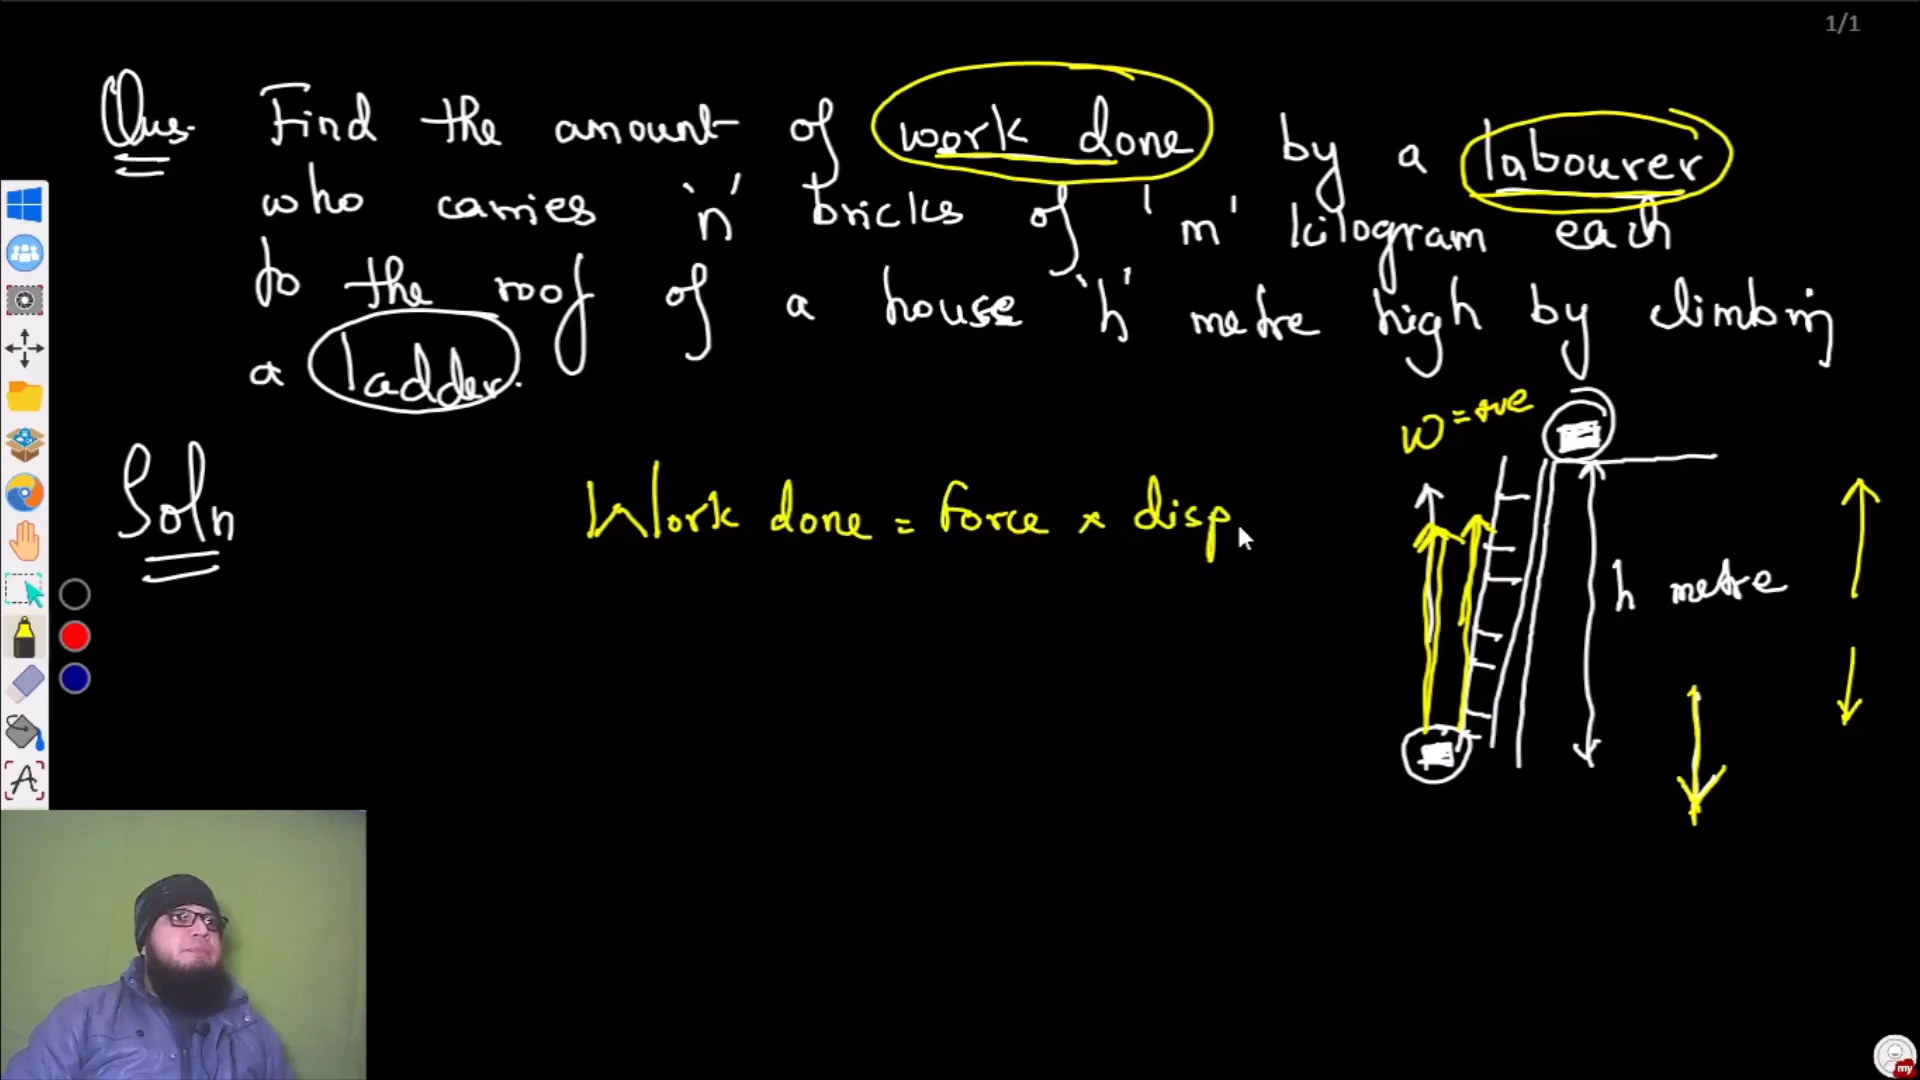 1/1
Ques. Find the amount of work done by a labourer
who carries 'n' bricks of 'm' kilogram each
to the roof of a house 'h' metre high by climbing
a ladder.
w = +ve
Soln
Work done = Force × disp
h metre
A
my